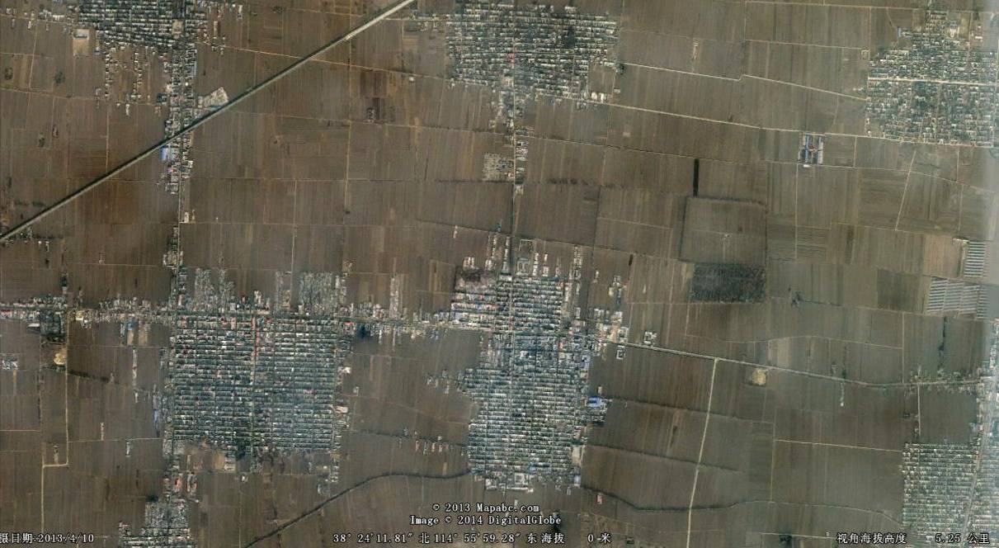 © 2013 Mapabc.com
Image © 2014 DigitalGlobe
摄日期:2013/4/10 38° 24'11.81" 北 114° 55'59.28" 东 海拔 0 米 视角海拔高度 5.25 公里